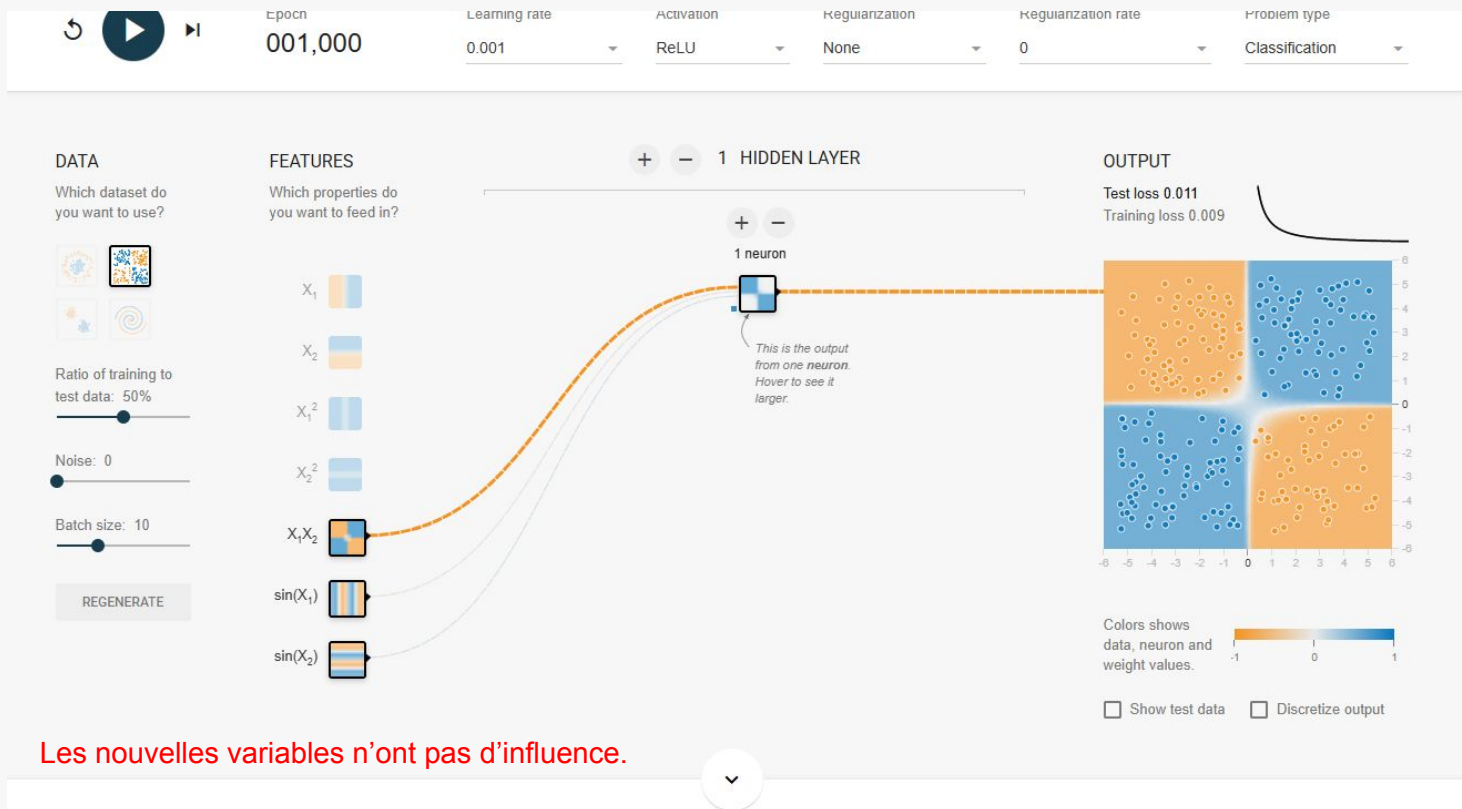 Epoch
001,000
Learning rate
0.001
Activation
ReLU
Regularization
None
Regularization rate
0
Problem type
Classification
DATA
Which dataset do
you want to use?
Ratio of training to
test data: 50%
Noise: 0
Batch size: 10
REGENERATE
FEATURES
Which properties do
you want to feed in?
X₁
X₂
X₁²
X₂²
X₁X₂
sin(X₁)
sin(X₂)
+ − 1 HIDDEN LAYER
+ −
1 neuron
This is the output
from one neuron.
Hover to see it
larger.
OUTPUT
Test loss 0.011
Training loss 0.009
6
5
4
3
2
1
0
-1
-2
-3
-4
-5
-6
-6 -5 -4 -3 -2 -1 0 1 2 3 4 5 6
Colors shows
data, neuron and
weight values.
-1 0 1
Show test data
Discretize output
Les nouvelles variables n’ont pas d’influence.